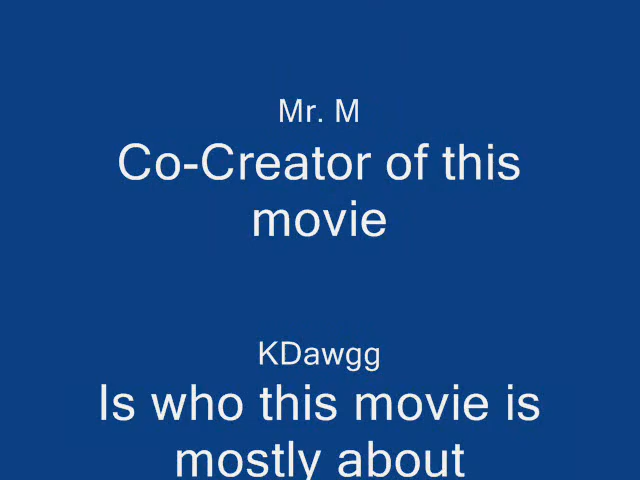 Mr. M
Co-Creator of this
movie
KDawgg
Is who this movie is
mostly about